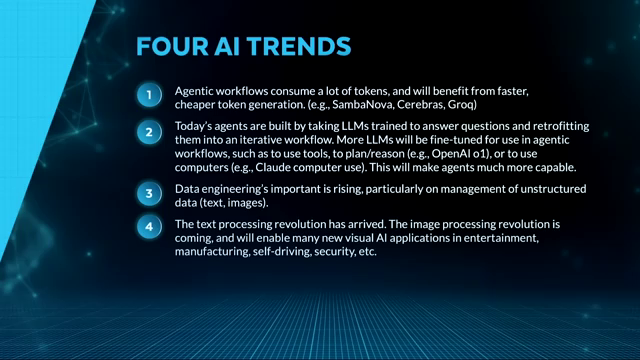 FOUR AI TRENDS
1
Agentic workflows consume a lot of tokens, and will benefit from faster,
cheaper token generation. (e.g., SambaNova, Cerebras, Groq)
2
Today's agents are built by taking LLMs trained to answer questions and retrofitting
them into an iterative workflow. More LLMs will be fine-tuned for use in agentic
workflows, such as to use tools, to plan/reason (e.g., OpenAI o1), or to use
computers (e.g., Claude computer use). This will make agents much more capable.
3
Data engineering's important is rising, particularly on management of unstructured
data (text, images).
4
The text processing revolution has arrived. The image processing revolution is
coming, and will enable many new visual AI applications in entertainment,
manufacturing, self-driving, security, etc.